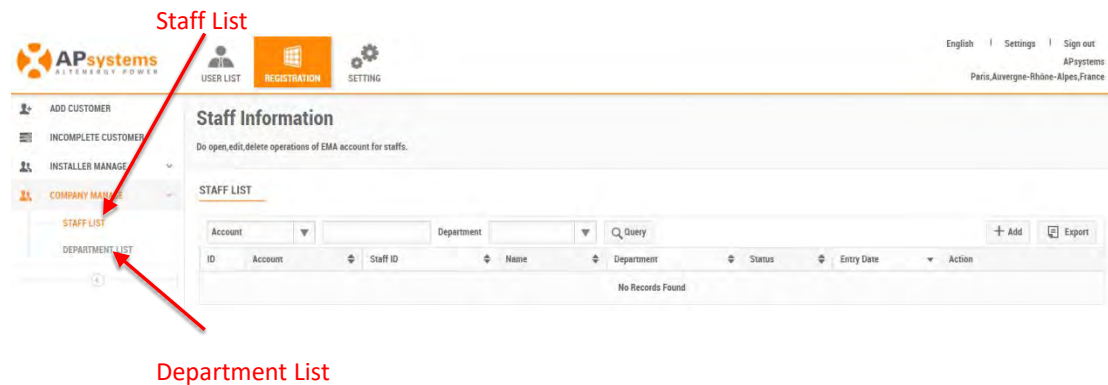 Staff List
English | Settings | Sign out
APsystems
ALTENERGY POWER
USER LIST REGISTRATION SETTING
APsystems
Paris,Auvergne-Rhône-Alpes,France
ADD CUSTOMER
INCOMPLETE CUSTOMER
INSTALLER MANAGE
COMPANY MANAGE
STAFF LIST
DEPARTMENT LIST
Staff Information
Do open,edit,delete operations of EMA account for staffs.
STAFF LIST
Account Department Query + Add Export
ID Account Staff ID Name Department Status Entry Date Action
No Records Found
Department List